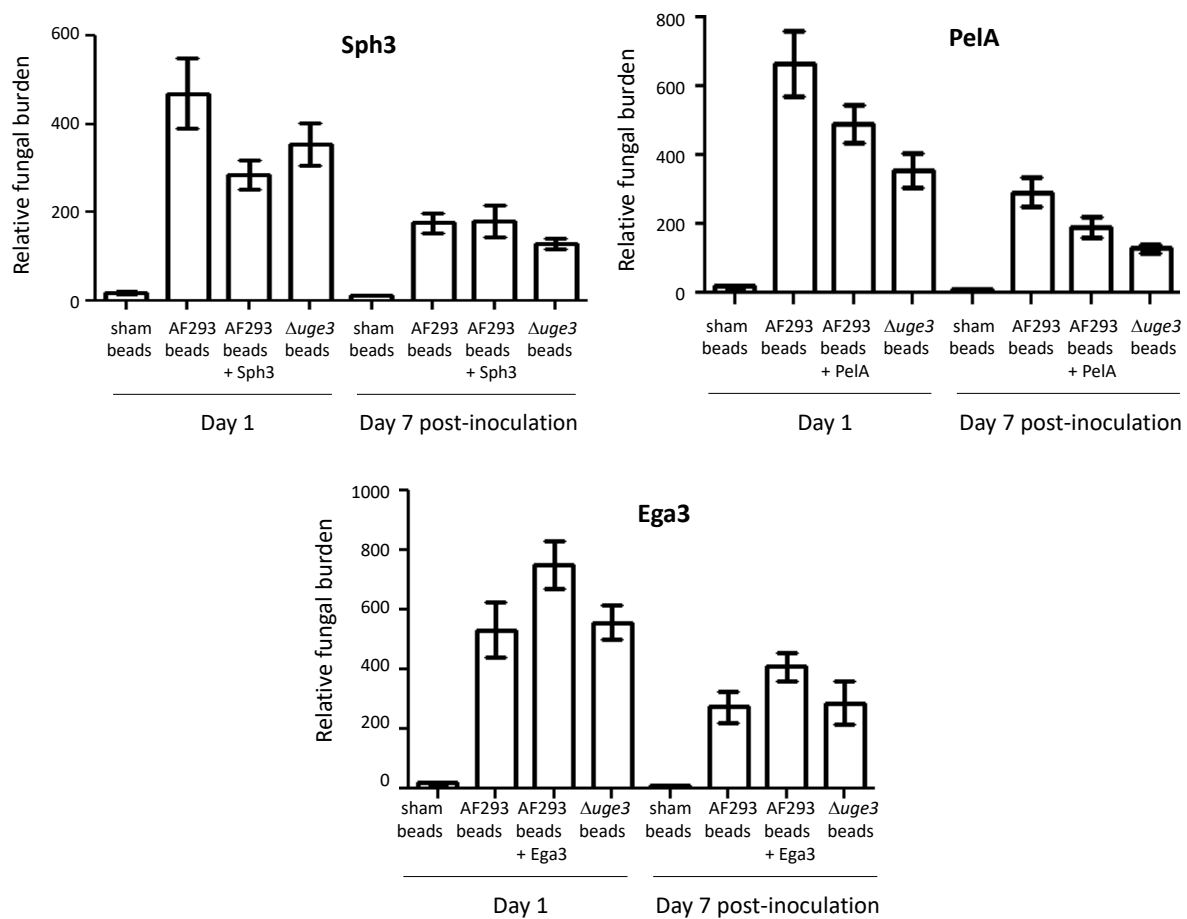 Sph3
Relative fungal burden
600
400
200
0
sham beads
AF293 beads
AF293 beads + Sph3
Δuge3 beads
sham beads
AF293 beads
AF293 beads + Sph3
Δuge3 beads
Day 1
Day 7 post-inoculation
PelA
Relative fungal burden
800
600
400
200
0
sham beads
AF293 beads
AF293 beads + PelA
Δuge3 beads
sham beads
AF293 beads
AF293 beads + PelA
Δuge3 beads
Day 1
Day 7 post-inoculation
Ega3
Relative fungal burden
1000
800
600
400
200
0
sham beads
AF293 beads
AF293 beads + Ega3
Δuge3 beads
sham beads
AF293 beads
AF293 beads + Ega3
Δuge3 beads
Day 1
Day 7 post-inoculation